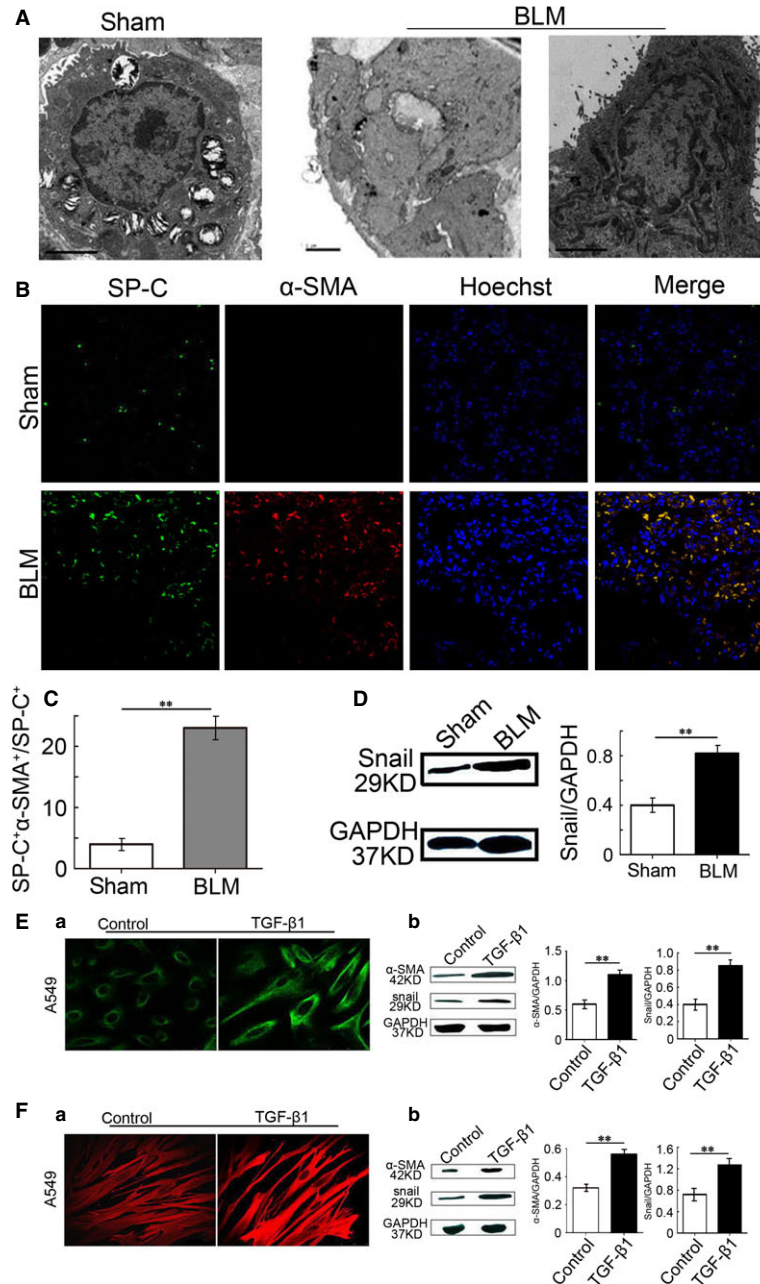 A
Sham
BLM
B
SP-C
α-SMA
Hoechst
Merge
Sham
BLM
C
SP-C⁺α-SMA⁺/SP-C⁺
20
10
0
**
Sham
BLM
D
Sham
BLM
Snail
29KD
GAPDH
37KD
Snail/GAPDH
0.8
0.4
0
**
Sham
BLM
E
a
Control
TGF-β1
A549
b
Control
TGF-β1
α-SMA
42KD
snail
29KD
GAPDH
37KD
α-SMA/GAPDH
1.5
1.0
0.5
0.0
**
Control
TGF-β1
Snail/GAPDH
1.2
0.8
0.4
0.0
**
Control
TGF-β1
F
a
Control
TGF-β1
A549
b
Control
TGF-β1
α-SMA
42KD
snail
29KD
GAPDH
37KD
α-SMA/GAPDH
0.6
0.4
0.2
0.0
**
Control
TGF-β1
Snail/GAPDH
1.6
1.2
0.8
0.4
0.0
**
Control
TGF-β1